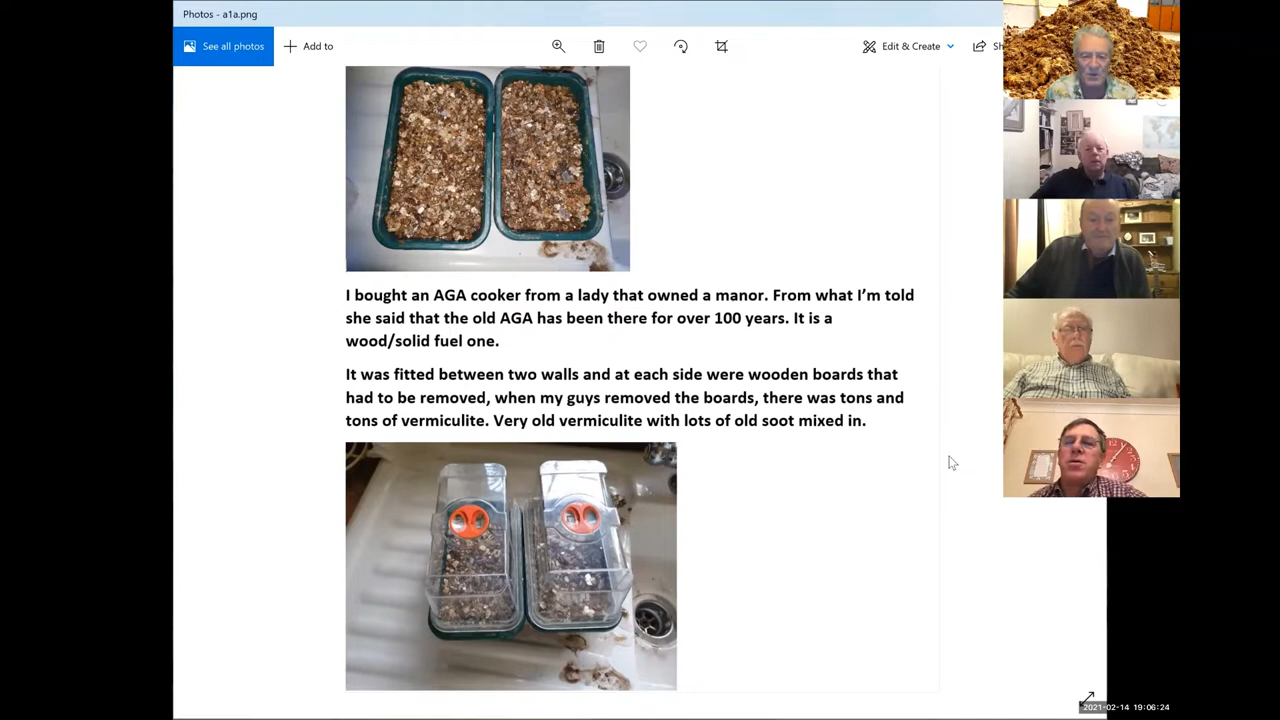 Photos - a1a.png
See all photos
Add to
Edit & Create
I bought an AGA cooker from a lady that owned a manor. From what I’m told
she said that the old AGA has been there for over 100 years. It is a
wood/solid fuel one.
It was fitted between two walls and at each side were wooden boards that
had to be removed, when my guys removed the boards, there was tons and
tons of vermiculite. Very old vermiculite with lots of old soot mixed in.
2021-02-14 19:06:24